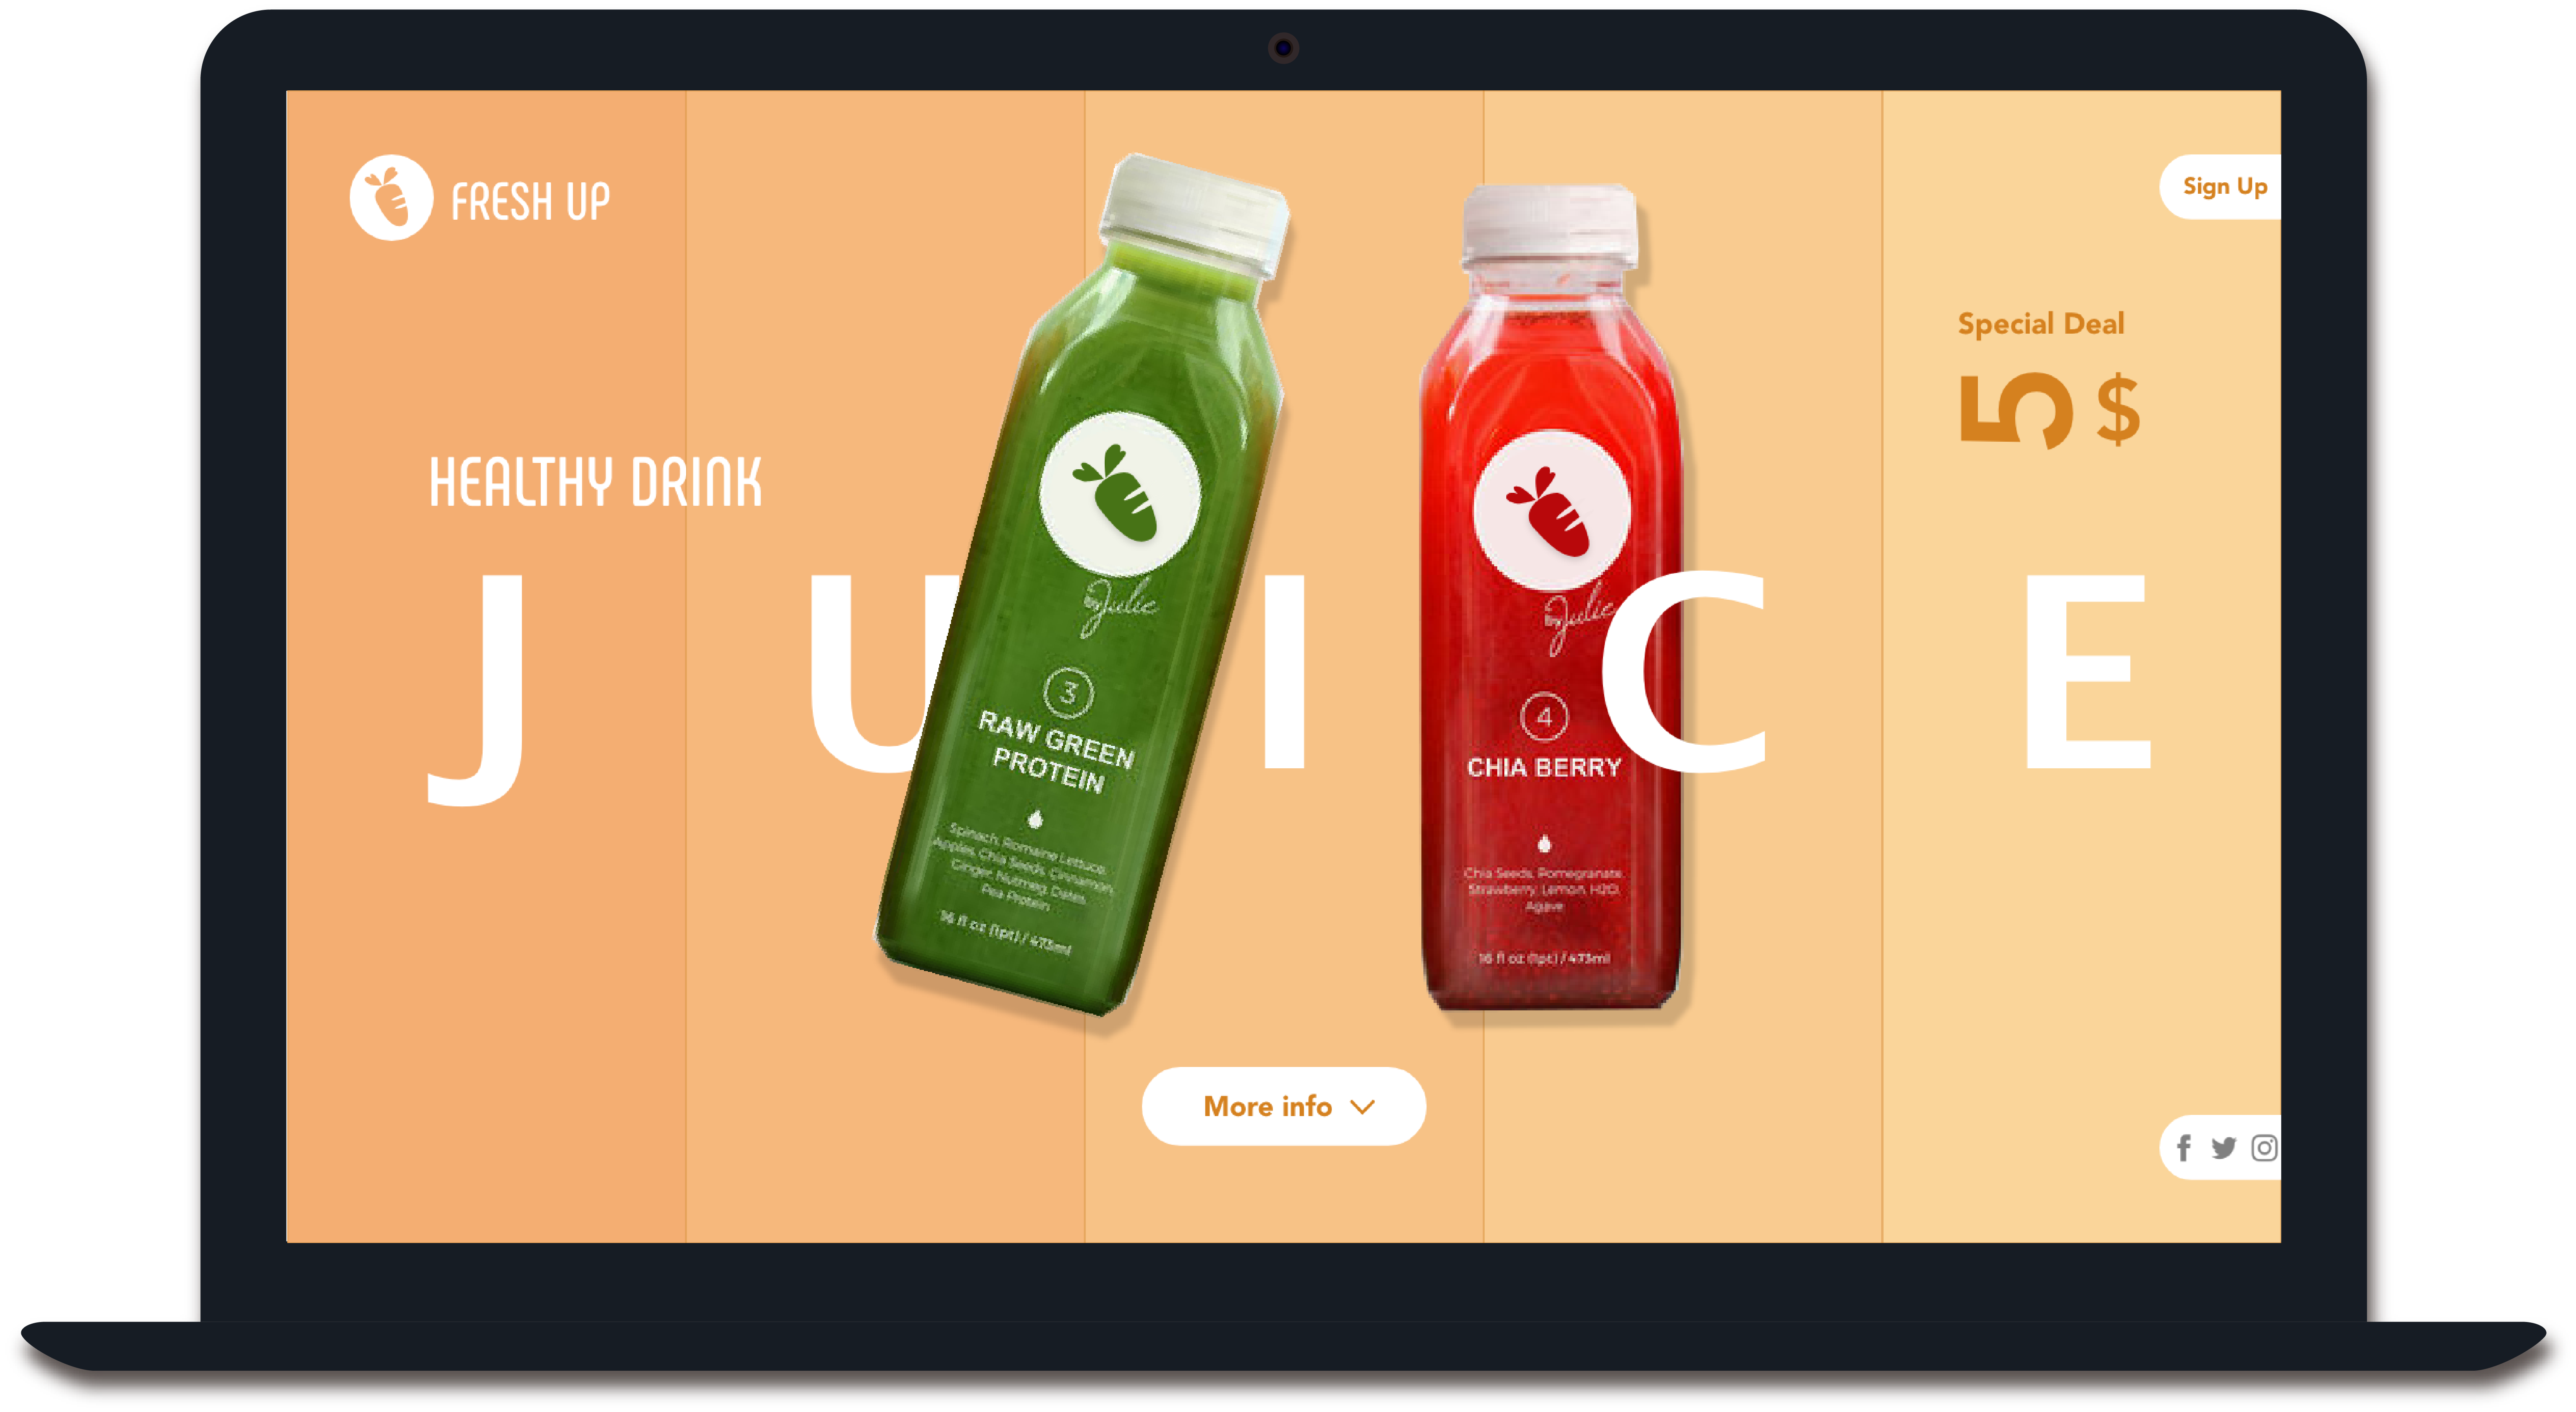 FRESH UP
Sign Up
Special Deal
5 $
HEALTHY DRINK
JUICE
by Julie
3
RAW GREEN
PROTEIN
Spinach, Romaine Lettuce,
Apples, Chia Seeds, Cinnamon,
Ginger, Nutmeg, Dates,
Pea Protein
16 fl oz (1pt) / 473ml
by Julie
4
CHIA BERRY
Chia Seeds, Pomegranate,
Strawberry, Lemon, H2O,
Agave
16 fl oz (1pt) / 473ml
More info